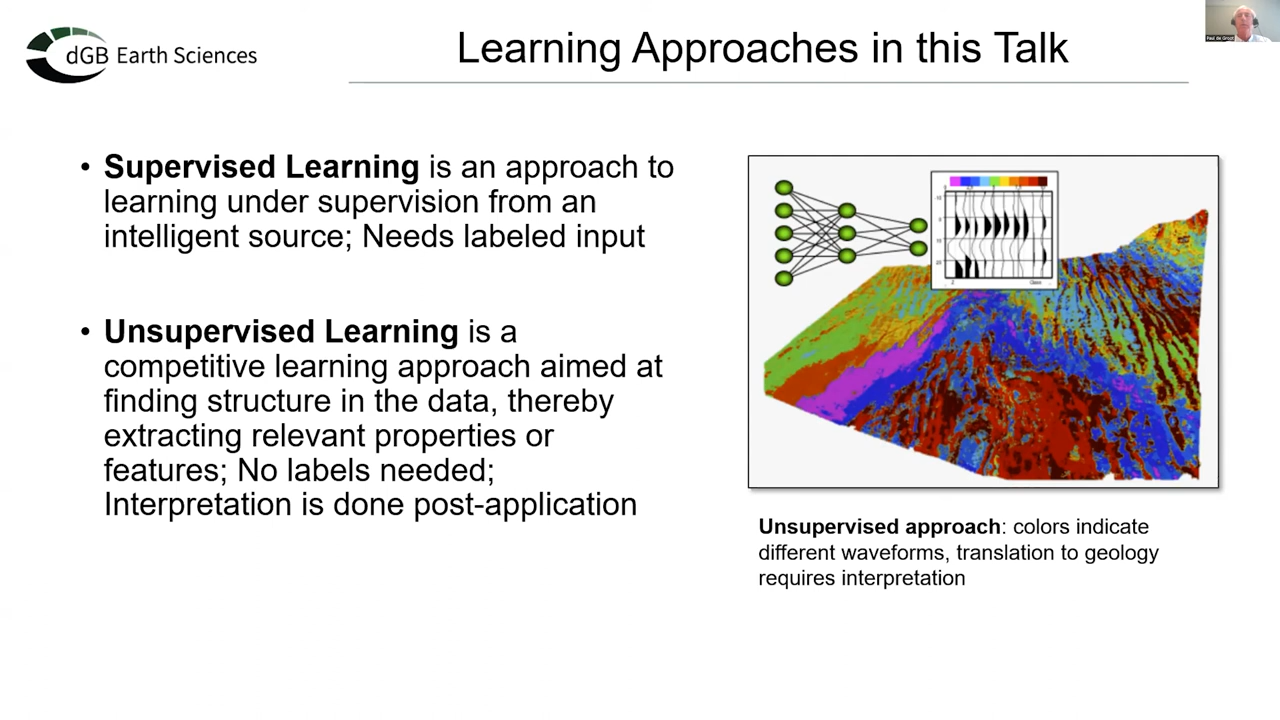 dGB Earth Sciences
Learning Approaches in this Talk
Paul de Groot
• Supervised Learning is an approach to
learning under supervision from an
intelligent source; Needs labeled input
• Unsupervised Learning is a
competitive learning approach aimed at
finding structure in the data, thereby
extracting relevant properties or
features; No labels needed;
Interpretation is done post-application
Unsupervised approach: colors indicate
different waveforms, translation to geology
requires interpretation